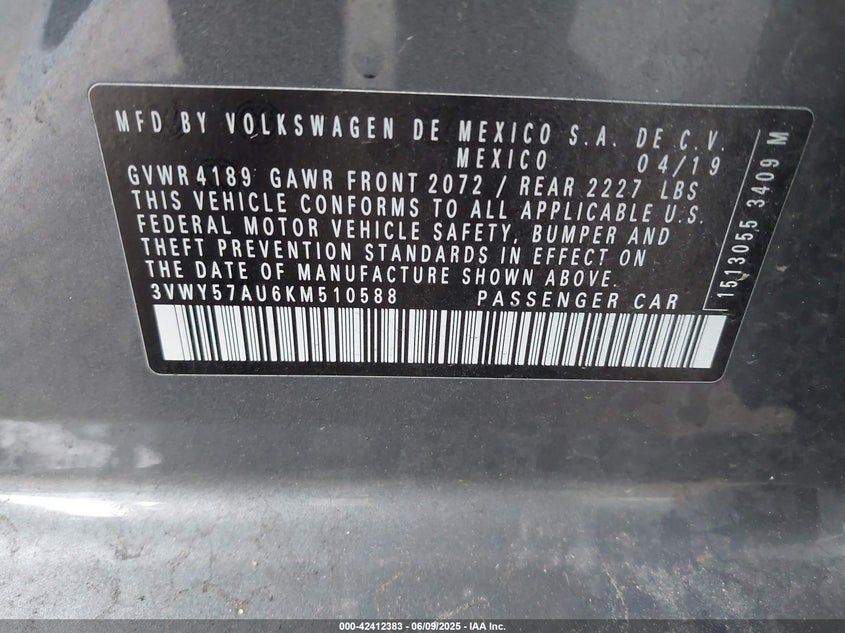 MFD BY VOLKSWAGEN DE MEXICO S.A. DE C.V.
MEXICO 04/19
GVWR 4189 GAWR FRONT 2072 / REAR 2227 LBS
THIS VEHICLE CONFORMS TO ALL APPLICABLE U.S.
FEDERAL MOTOR VEHICLE SAFETY, BUMPER AND
THEFT PREVENTION STANDARDS IN EFFECT ON
THE DATE OF MANUFACTURE SHOWN ABOVE.
3VWY57AU6KM510588 PASSENGER CAR
1513055 3409 M
000-42412383 - 06/09/2025 - IAA Inc.